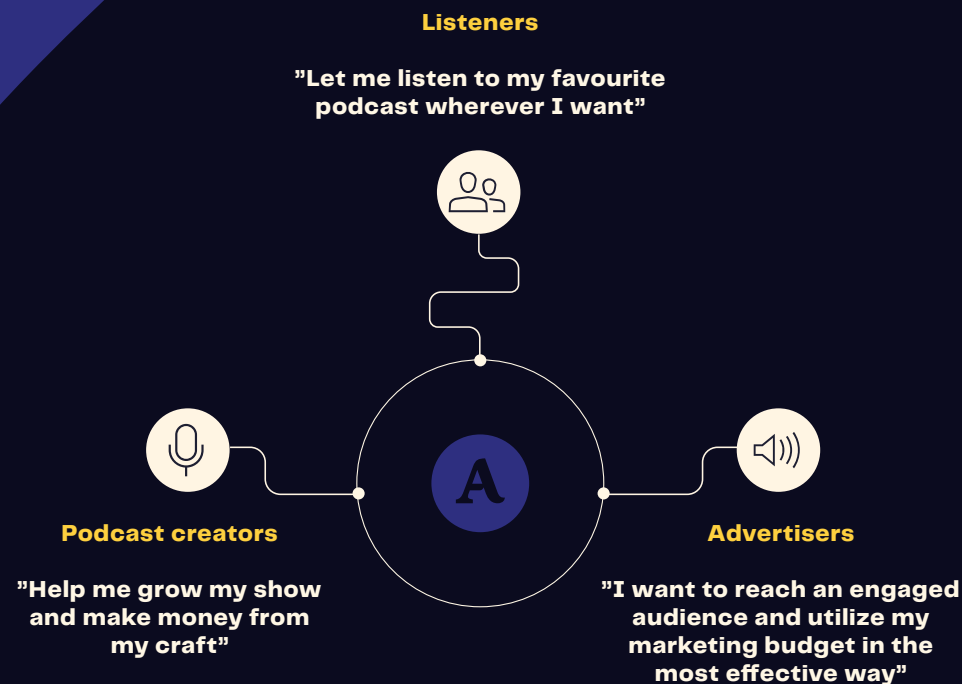 Listeners
”Let me listen to my favourite
podcast wherever I want”
A
Podcast creators
”Help me grow my show
and make money from
my craft”
Advertisers
”I want to reach an engaged
audience and utilize my
marketing budget in the
most effective way”